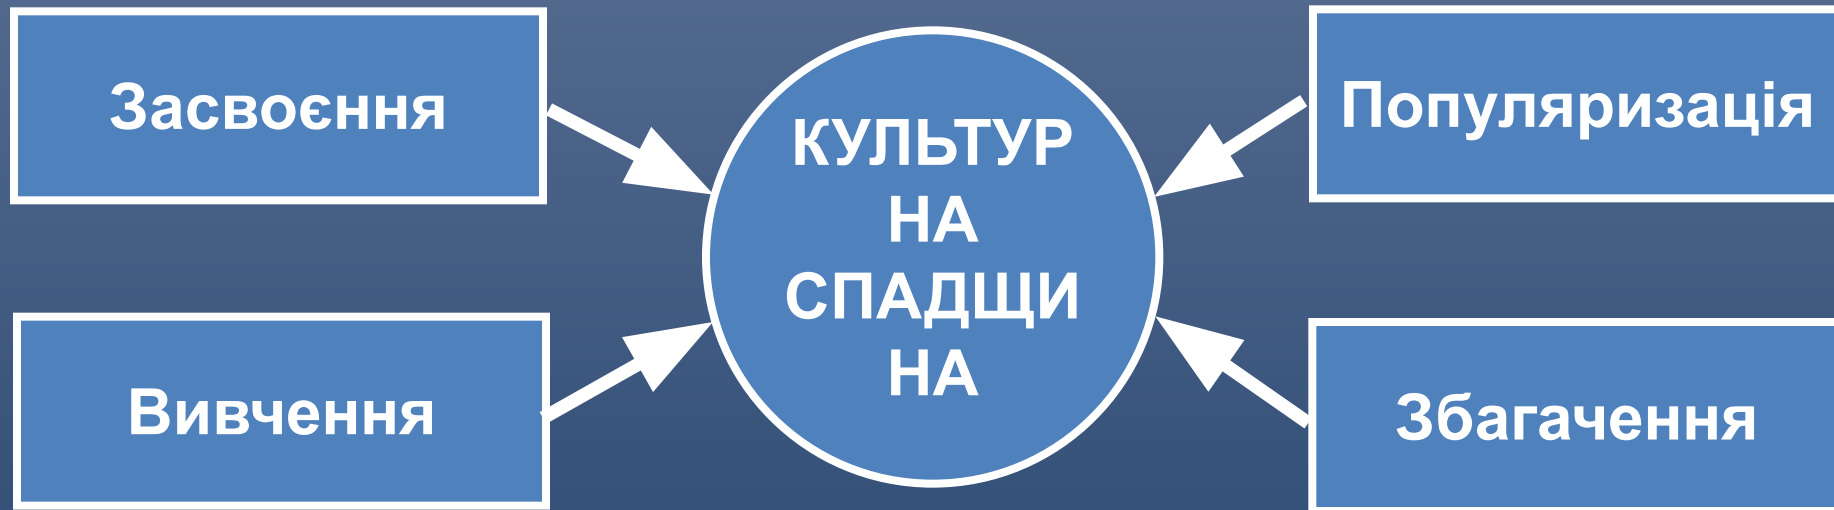 Засвоєння
КУЛЬТУР
НА
СПАДЩИ
НА
Популяризація
Вивчення
Збагачення